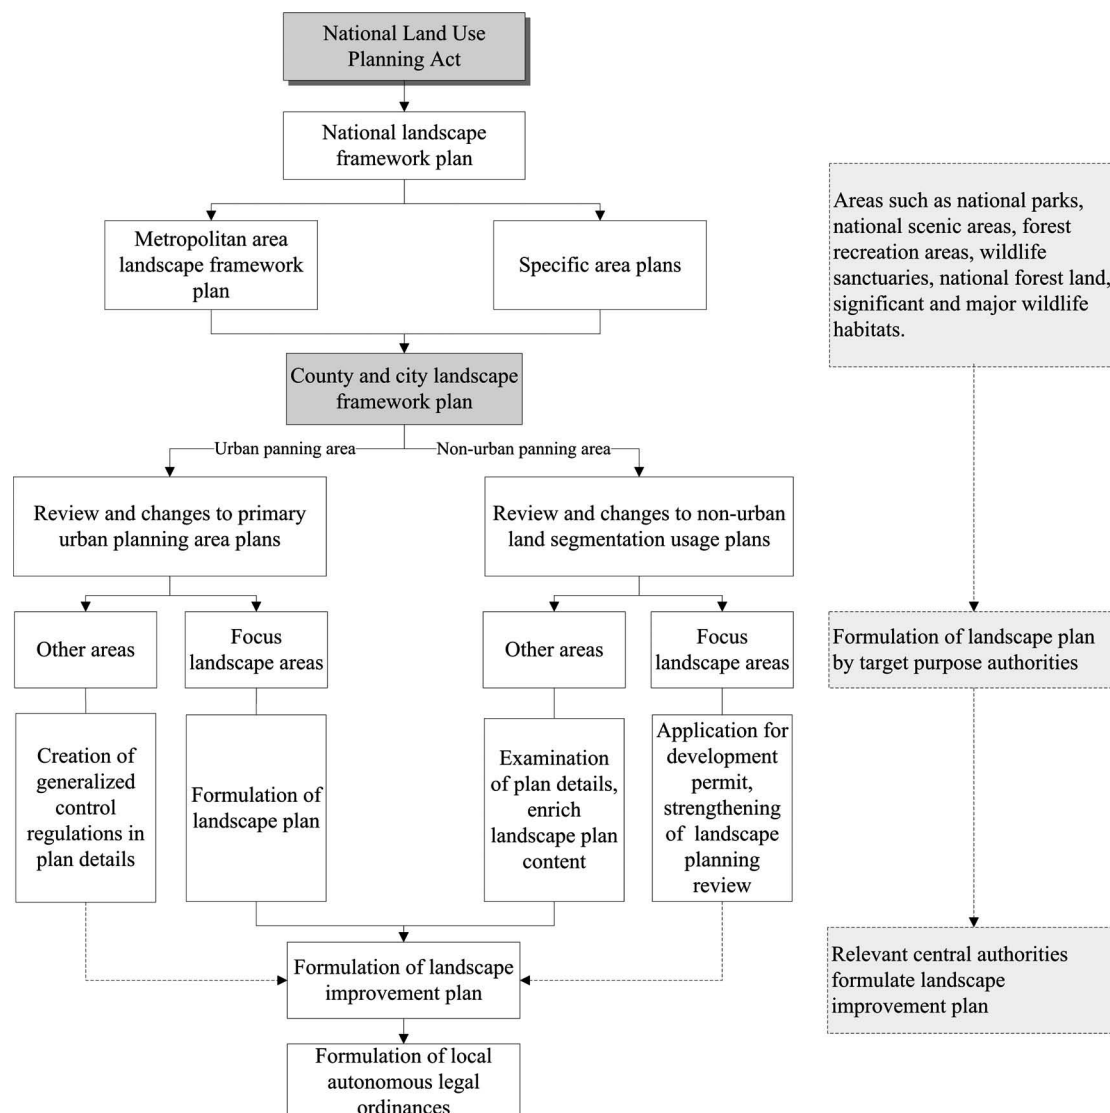 National Land Use
Planning Act
National landscape
framework plan
Metropolitan area
landscape framework
plan
Specific area plans
Areas such as national parks,
national scenic areas, forest
recreation areas, wildlife
sanctuaries, national forest land,
significant and major wildlife
habitats.
County and city landscape
framework plan
Urban panning area
Non-urban panning area
Review and changes to primary
urban planning area plans
Review and changes to non-urban
land segmentation usage plans
Other areas
Focus
landscape areas
Other areas
Focus
landscape areas
Formulation of landscape plan
by target purpose authorities
Creation of
generalized
control
regulations in
plan details
Formulation of
landscape plan
Examination
of plan details,
enrich
landscape plan
content
Application for
development
permit,
strengthening
of landscape
planning
review
Formulation of landscape
improvement plan
Relevant central authorities
formulate landscape
improvement plan
Formulation of local
autonomous legal
ordinances